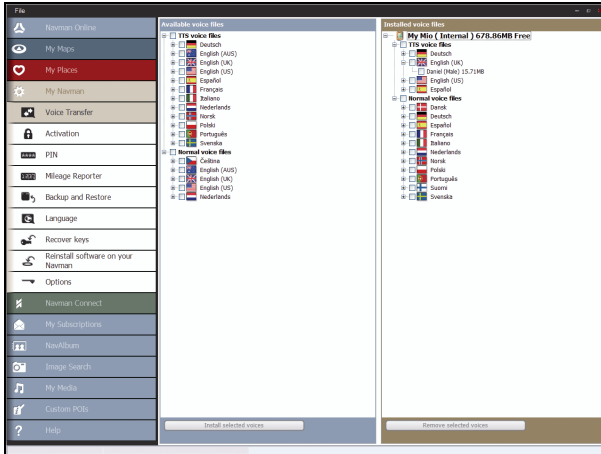 File
Navman Online
My Maps
My Places
My Navman
Voice Transfer
Activation
PIN
Mileage Reporter
Backup and Restore
Language
Recover keys
Reinstall software on your
Navman
Options
Navman Connect
My Subscriptions
NavAlbum
Image Search
My Media
Custom POIs
Help
Available voice files
TTS voice files
Deutsch
English (AUS)
English (UK)
English (US)
Español
Français
Italiano
Nederlands
Norsk
Polski
Português
Svenska
Normal voice files
Čeština
English (AUS)
English (UK)
English (US)
Nederlands
Install selected voices
Installed voice files
My Mio ( Internal ) 678.86MB Free
TTS voice files
Deutsch
English (UK)
Daniel (Male) 15.71MB
English (US)
Español
Normal voice files
Dansk
Deutsch
Español
Français
Italiano
Nederlands
Norsk
Polski
Português
Suomi
Svenska
Remove selected voices